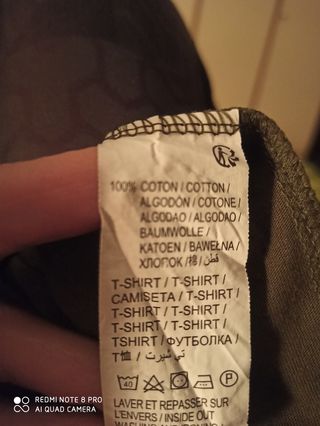 100% COTON / COTTON /
ALGODÓN / COTONE /
ALGODAO / ALGODAO /
BAUMWOLLE /
KATOEN / BAWEŁNA /
ХЛОПОК / 棉 / قطن /
T-SHIRT / T-SHIRT /
CAMISETA / T-SHIRT /
T-SHIRT / T-SHIRT /
T-SHIRT / T-SHIRT /
TSHIRT / ФУТБОЛКА /
T恤 / تي شيرت /
40 P
LAVER ET REPASSER SUR
L'ENVERS / INSIDE OUT
REDMI NOTE 8 PRO
AI QUAD CAMERA